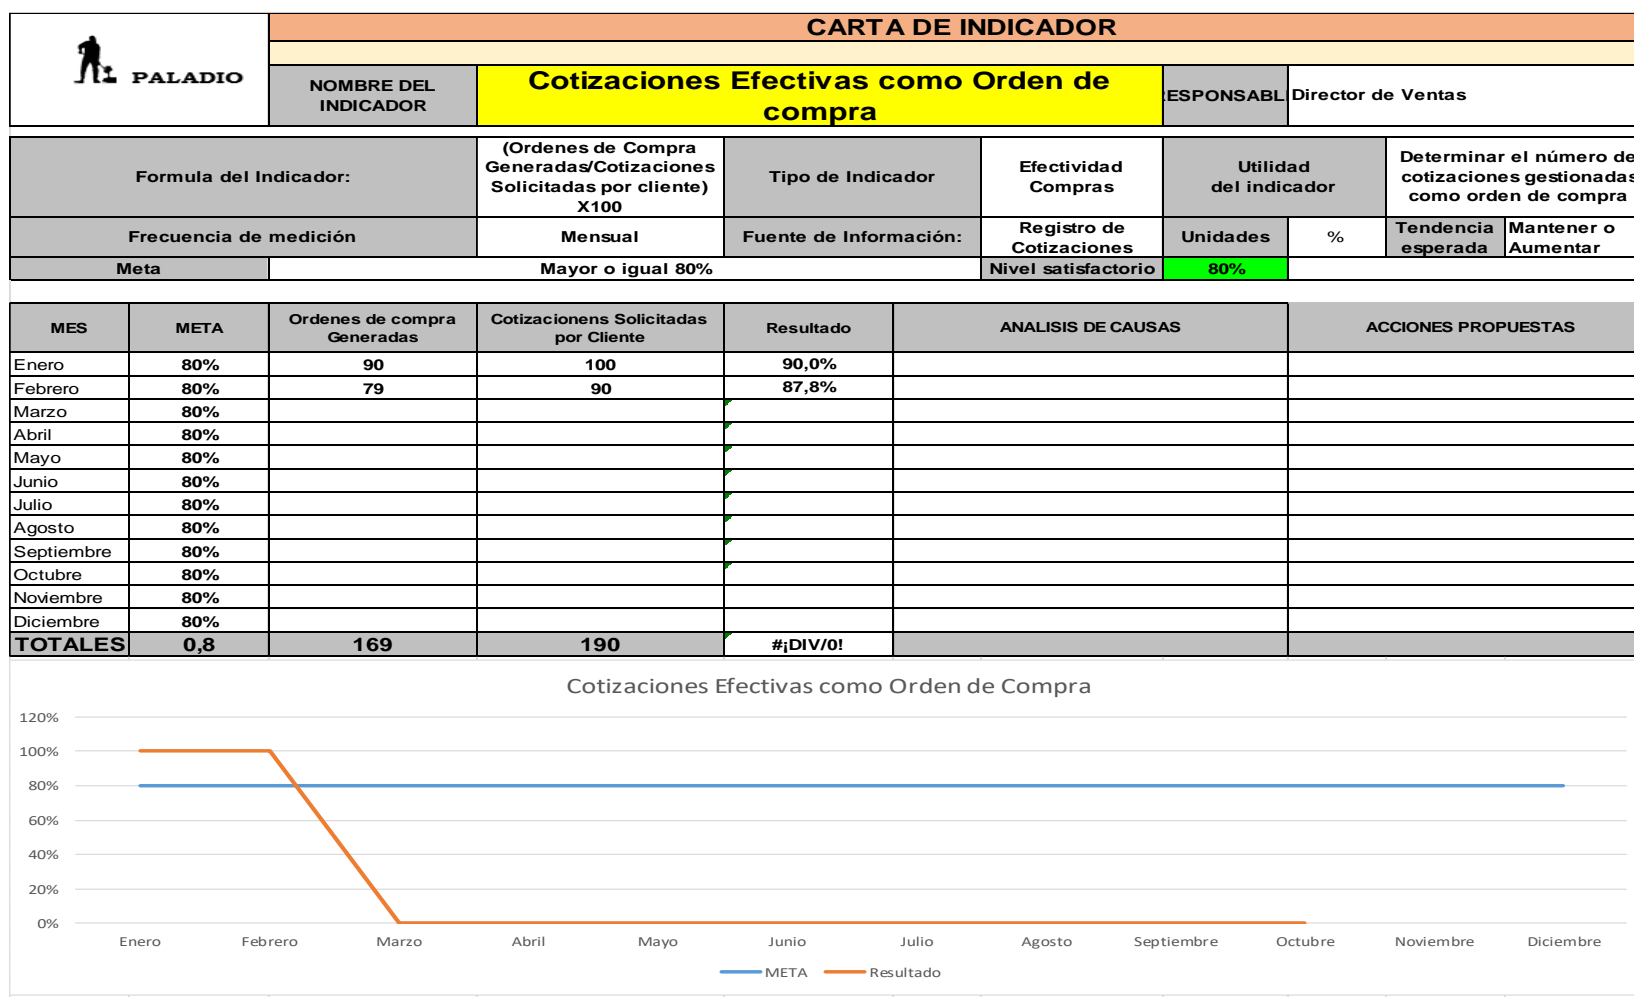 CARTA DE INDICADOR
PALADIO
NOMBRE DEL
INDICADOR
Cotizaciones Efectivas como Orden de
compra
ESPONSABL
Director de Ventas
Formula del Indicador:
(Ordenes de Compra
Generadas/Cotizaciones
Solicitadas por cliente)
X100
Tipo de Indicador
Efectividad
Compras
Utilidad
del indicador
Determinar el número de
cotizaciones gestionadas
como orden de compra
Frecuencia de medición
Mensual
Fuente de Información:
Registro de
Cotizaciones
Unidades
%
Tendencia
esperada
Mantener o
Aumentar
Meta
Mayor o igual 80%
Nivel satisfactorio
80%
MES
META
Ordenes de compra
Generadas
Cotizacionens Solicitadas
por Cliente
Resultado
ANALISIS DE CAUSAS
ACCIONES PROPUESTAS
Enero 80% 90 100 90,0%
Febrero 80% 79 90 87,8%
Marzo 80%
Abril 80%
Mayo 80%
Junio 80%
Julio 80%
Agosto 80%
Septiembre 80%
Octubre 80%
Noviembre 80%
Diciembre 80%
TOTALES 0,8 169 190 #¡DIV/0!
Cotizaciones Efectivas como Orden de Compra
120%
100%
80%
60%
40%
20%
0%
Enero Febrero Marzo Abril Mayo Junio Julio Agosto Septiembre Octubre Noviembre Diciembre
META Resultado